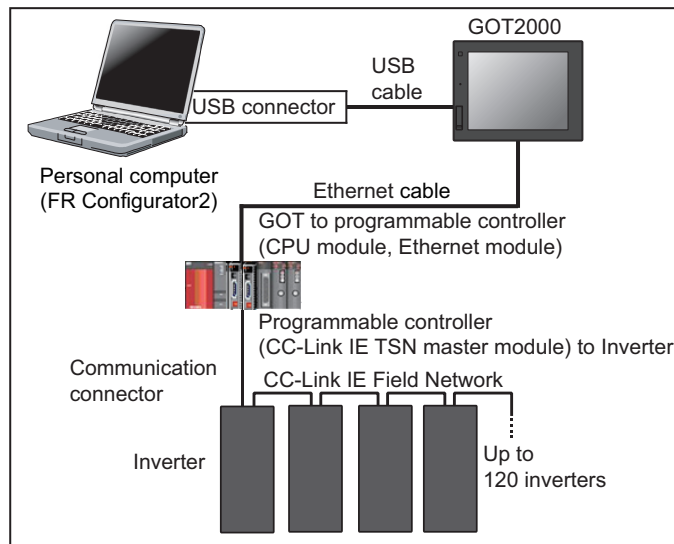 GOT2000
USB
cable
USB connector
Personal computer
(FR Configurator2)
Ethernet cable
GOT to programmable controller
(CPU module, Ethernet module)
Programmable controller
(CC-Link IE TSN master module) to Inverter
Communication
connector
CC-Link IE Field Network
Inverter
Up to
120 inverters